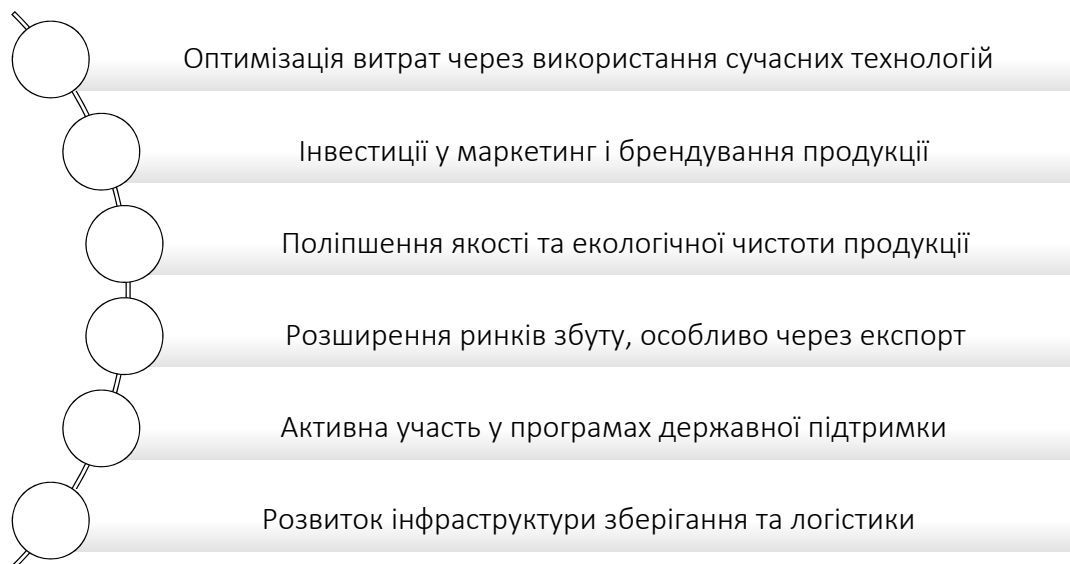 Оптимізація витрат через використання сучасних технологій
Інвестиції у маркетинг і брендування продукції
Поліпшення якості та екологічної чистоти продукції
Розширення ринків збуту, особливо через експорт
Активна участь у програмах державної підтримки
Розвиток інфраструктури зберігання та логістики